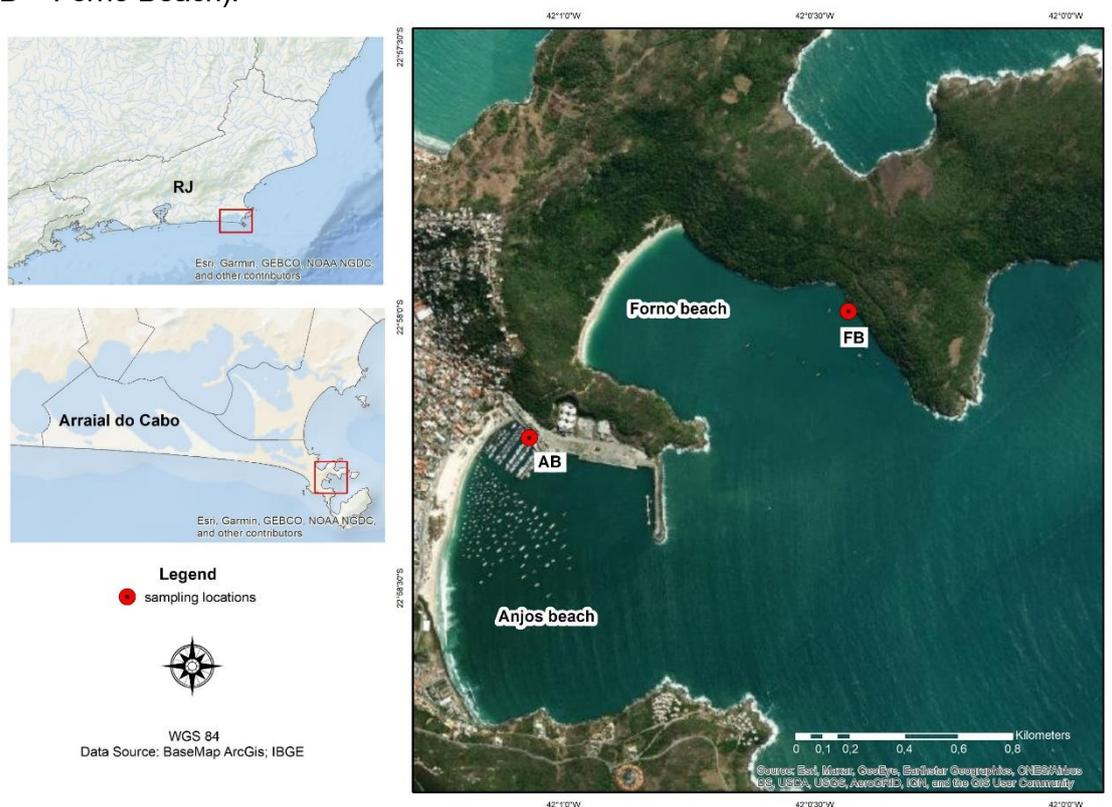 Forno Beach).
42°1'0"W
42°0'30"W
42°0'0"W
22°57'30"S
22°58'0"S
22°58'30"S
RJ
Esri, Garmin, GEBCO, NOAA NGDC,
and other contributors
Arraial do Cabo
Esri, Garmin, GEBCO, NOAA NGDC,
and other contributors
Legend
sampling locations
WGS 84
Data Source: BaseMap ArcGis; IBGE
Forno beach
FB
AB
Anjos beach
Kilometers
0 0,1 0,2 0,4 0,6 0,8
Source: Esri, Maxar, GeoEye, Earthstar Geographics, CNES/Airbus
DS, USDA, USGS, AeroGRID, IGN, and the GIS User Community
42°1'0"W
42°0'30"W
42°0'0"W